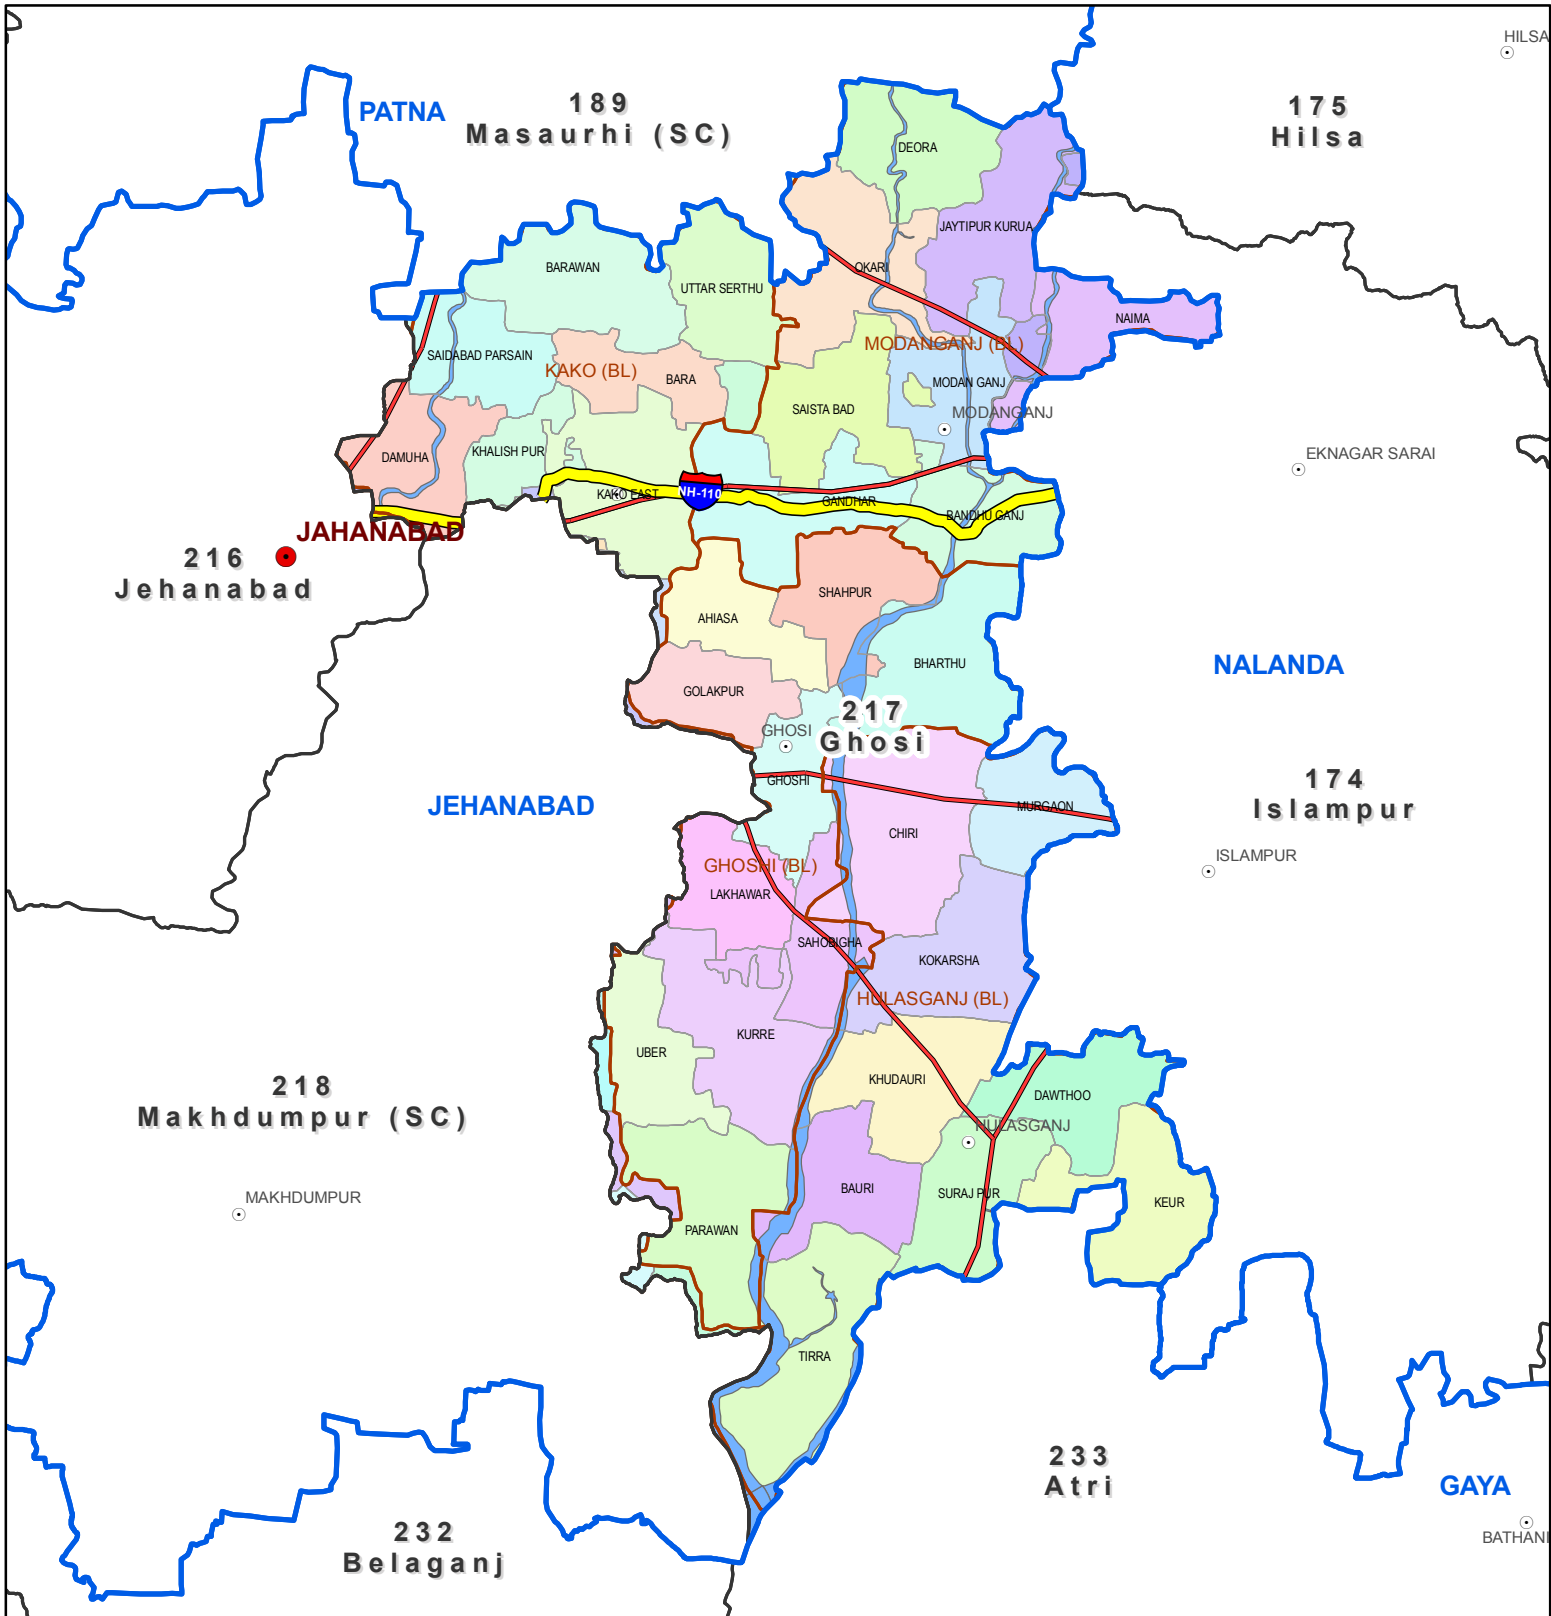 HILSA
189
Masaurhi (SC)
175
Hilsa
PATNA
DEORA
JAYTIPUR KURUA
OKARI
BARAWAN
UTTAR SERTHU
NAIMA
MODANGANJ (BL)
SAIDABAD PARSAIN
KAKO (BL)
BARA
MODAN GANJ
SAISTA BAD
MODANGANJ
KHALISH PUR
DAMUHA
EKNAGAR SARAI
KAKO EAST
NH-110
GANDHAR
BANDHU GANJ
JAHANABAD
216
Jehanabad
SHAHPUR
AHIASA
BHARTHU
NALANDA
GOLAKPUR
217
Ghosi
GHOSI
GHOSHI
174
Islampur
JEHANABAD
MURGAON
CHIRI
ISLAMPUR
GHOSHI (BL)
LAKHAWAR
SAHOBIGHA
KOKARSHA
HULASGANJ (BL)
KURRE
UBER
KHUDAURI
218
Makhdumpur (SC)
DAWTHOO
HULASGANJ
MAKHDUMPUR
BAURI
SURAJ PUR
KEUR
PARAWAN
TIRRA
233
Atri
GAYA
232
Belaganj
BATHANI